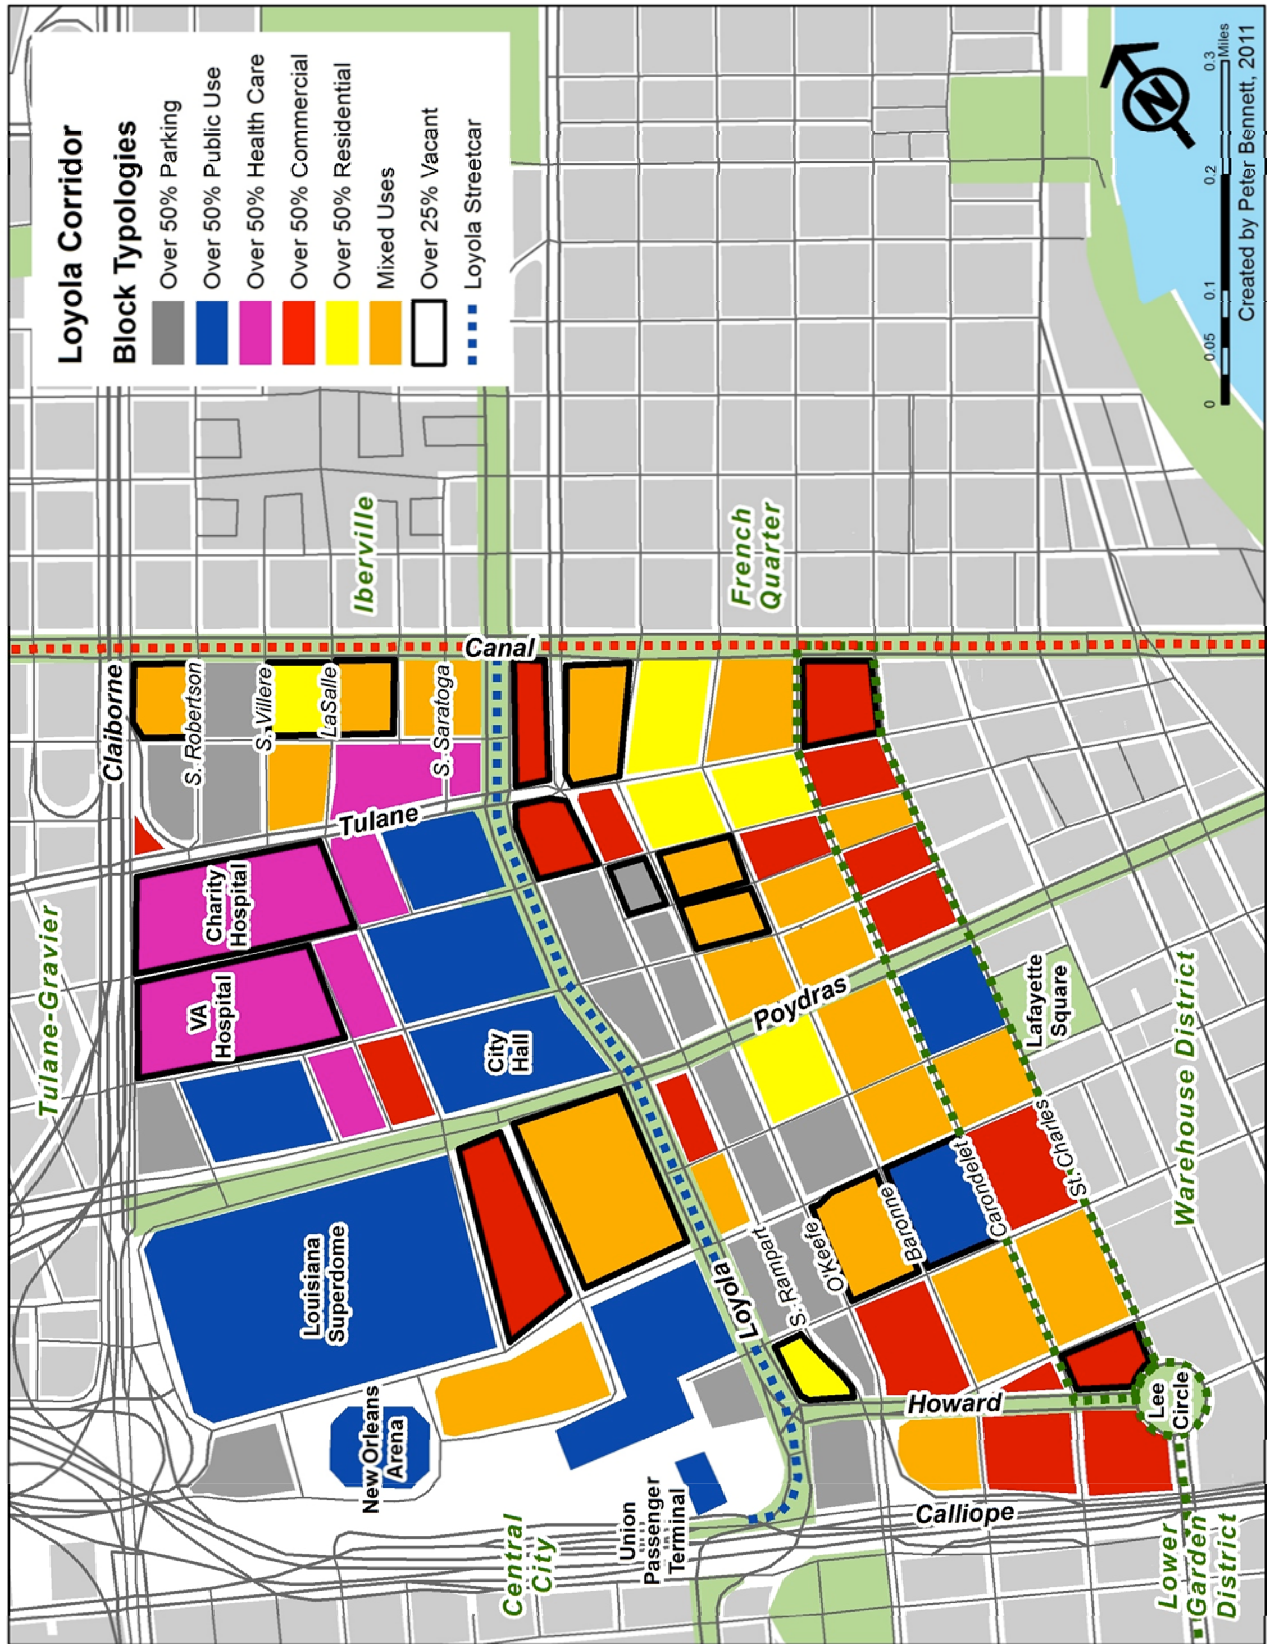 Loyola Corridor
Block Typologies
Over 50% Parking
Over 50% Public Use
Over 50% Health Care
Over 50% Commercial
Over 50% Residential
Mixed Uses
Over 25% Vacant
Loyola Streetcar
Iberville
French
Quarter
Canal
Claiborne
S. Robertson
S. Villere
LaSalle
S. Saratoga
Tulane
Tulane-Gravier
Charity
Hospital
VA
Hospital
City
Hall
Poydras
Lafayette
Square
Warehouse District
Louisiana
Superdome
New Orleans
Arena
Loyola
S. Rampart
O'Keefe
Baronne
Carondelet
St. Charles
Howard
Lee
Circle
Calliope
Union
Passenger
Terminal
Central
City
Lower
Garden
District
N
0 0.05 0.1 0.2 0.3
Miles
Created by Peter Bennett, 2011